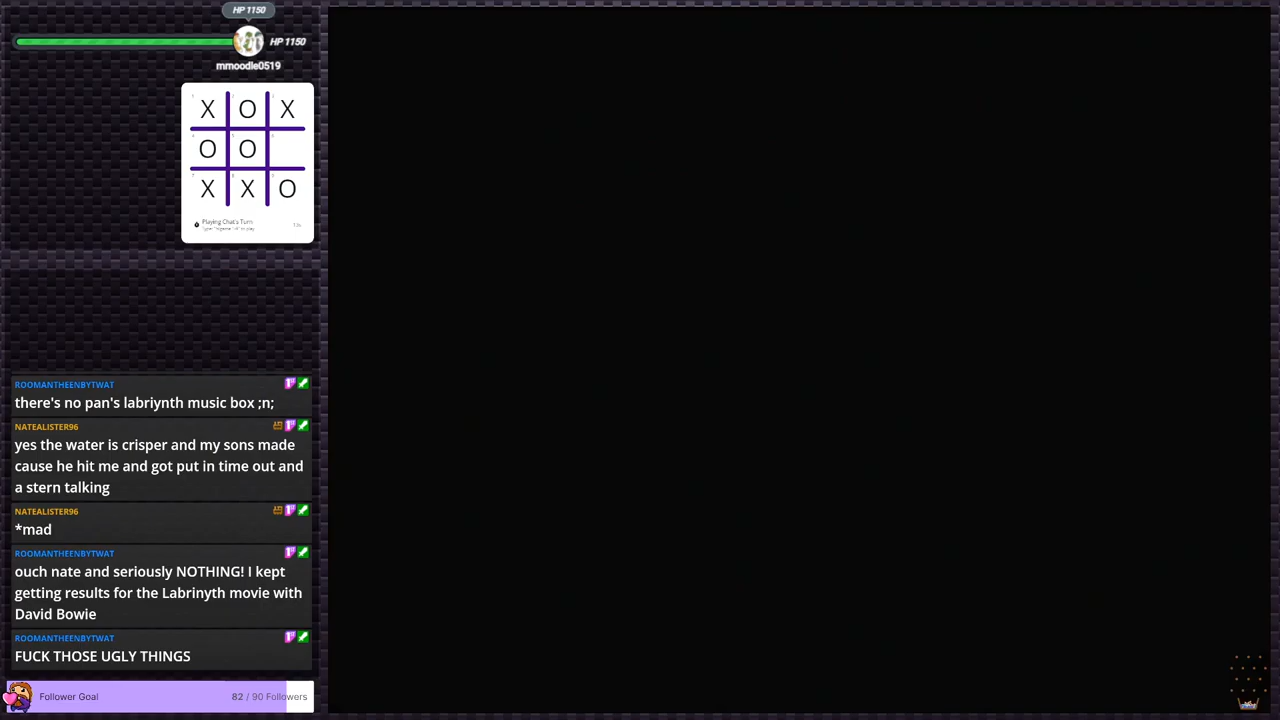 HP 1150
HP 1150
mmoodle0519
X O X
O O
X X O
Playing Chat's Turn
ROOMANTHEENBYTWAT
there's no pan's labriynth music box ;n;
NATEALISTER96
yes the water is crisper and my sons made
cause he hit me and got put in time out and
a stern talking
NATEALISTER96
*mad
ROOMANTHEENBYTWAT
ouch nate and seriously NOTHING! I kept
getting results for the Labrinyth movie with
David Bowie
ROOMANTHEENBYTWAT
FUCK THOSE UGLY THINGS
Follower Goal 82 / 90 Followers